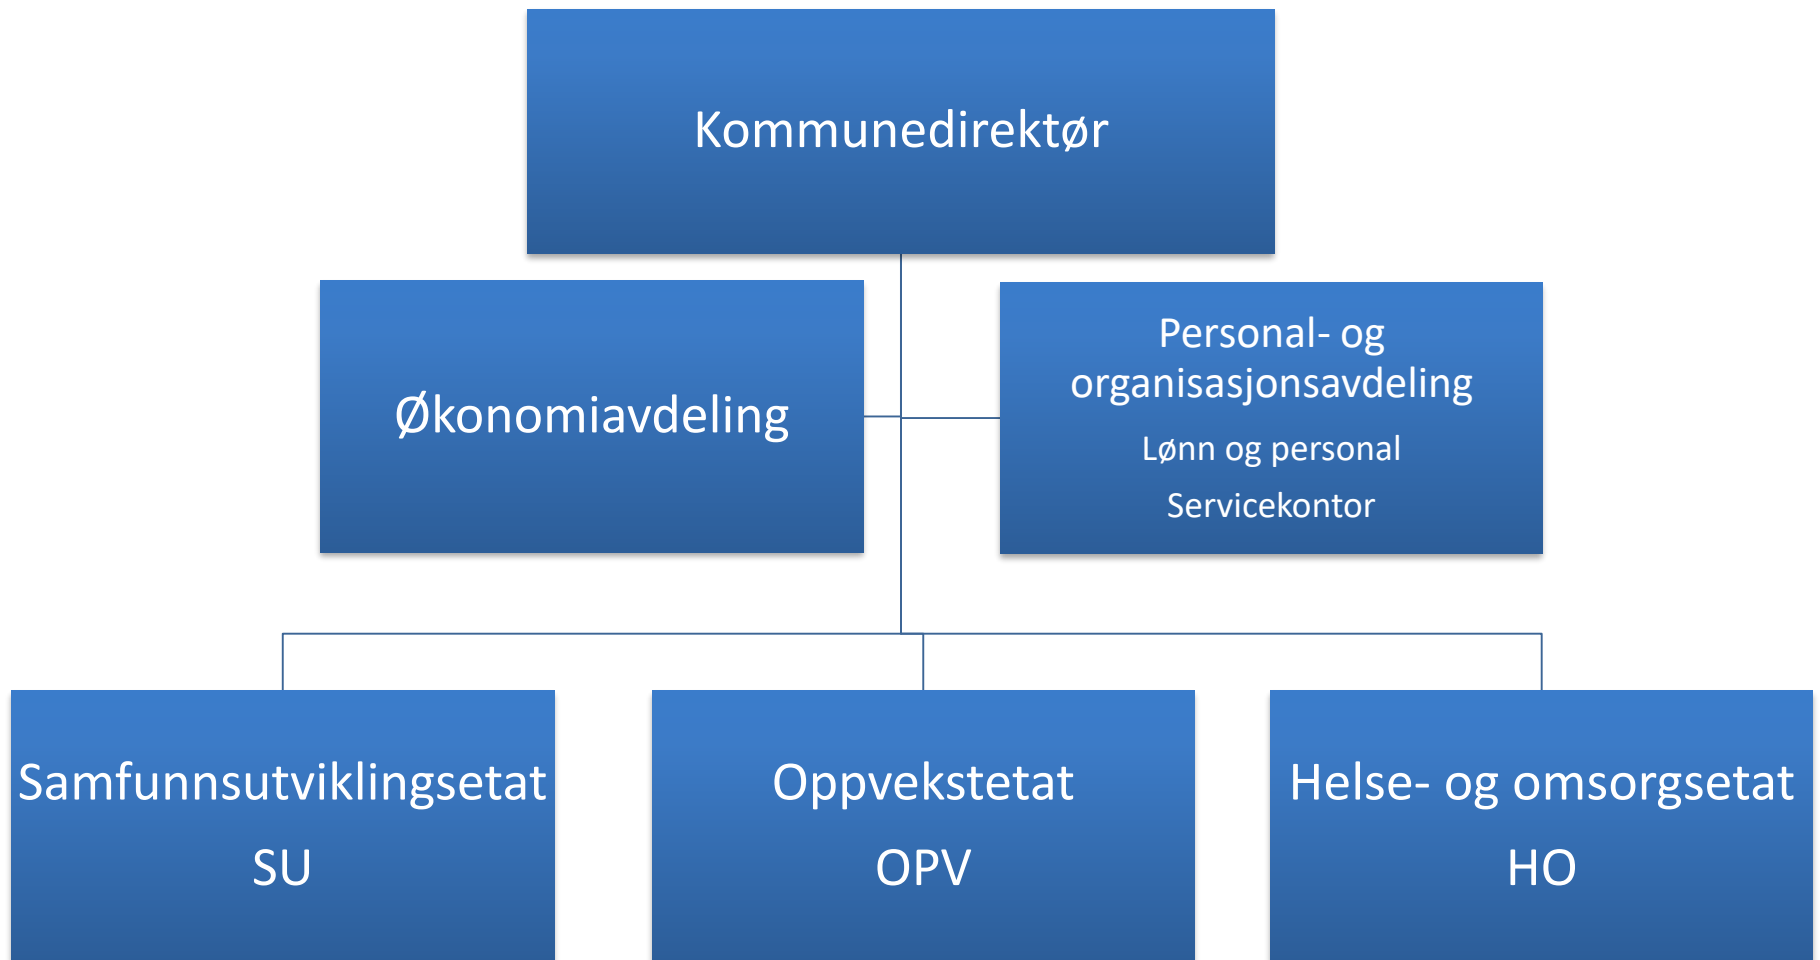 Kommunedirektør
Økonomiavdeling
Personal- og
organisasjonsavdeling
Lønn og personal
Servicekontor
Samfunnsutviklingsetat
SU
Oppvekstetat
OPV
Helse- og omsorgsetat
HO